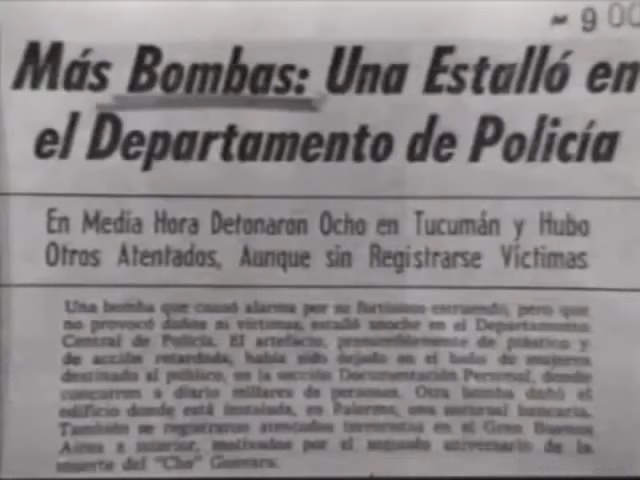 - 9 OC
Más Bombas: Una Estalló en
el Departamento de Policía
En Media Hora Detonaron Ocho en Tucumán y Hubo
Otros Atentados, Aunque sin Registrarse Víctimas
Una bomba que causó alarma por su fortísimo estruendo, pero que
no provocó daños ni víctimas, estalló anoche en el Departamento
Central de Policía. El artefacto, presumiblemente de plástico y
de acción retardada, había sido dejado en el baño de mujeres
destinado al público, en la sección Documentación Personal, donde
concurren a diario millares de personas. Otra bomba dañó el
edificio donde está instalada, en Palermo, una sucursal bancaria.
También se registraron atentados terroristas en el Gran Buenos
Aires e interior, motivados por el segundo aniversario de la
muerte del "Che" Guevara.